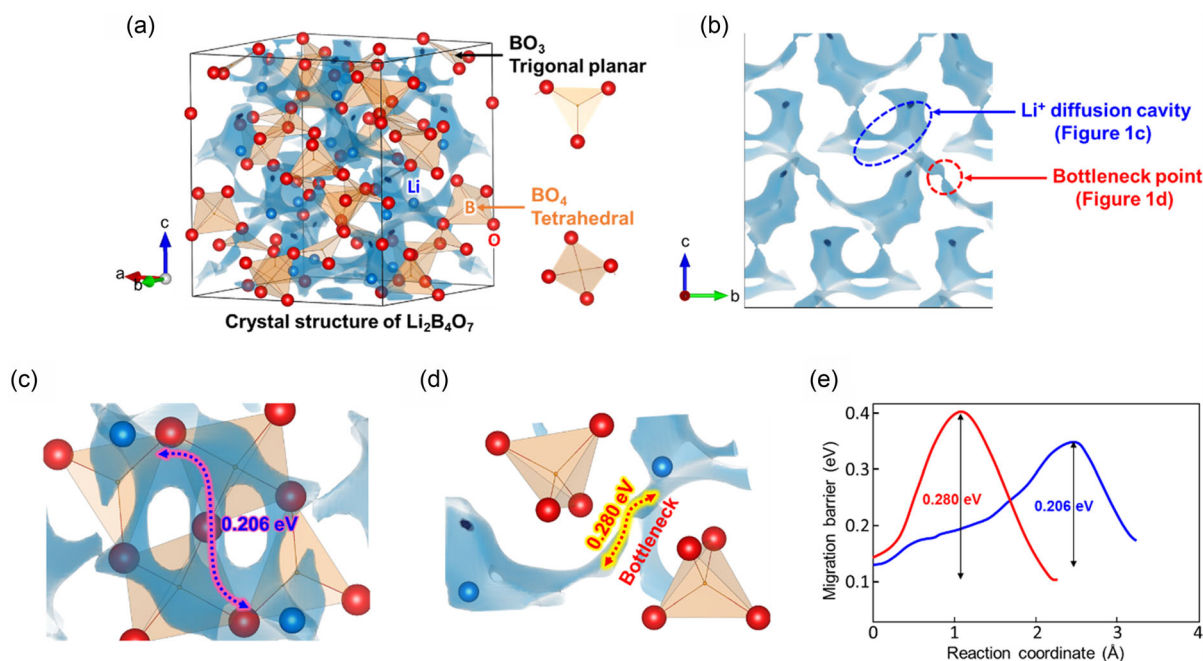 (a)
BO₃
Trigonal planar
Li
B
BO₄
Tetrahedral
O
c
a
b
Crystal structure of Li₂B₄O₇
(b)
Li⁺ diffusion cavity
(Figure 1c)
Bottleneck point
(Figure 1d)
c
b
(c)
0.206 eV
(d)
0.280 eV
Bottleneck
(e)
Migration barrier (eV)
0.4
0.3
0.2
0.1
0.280 eV
0.206 eV
0
1
2
3
4
Reaction coordinate (Å)